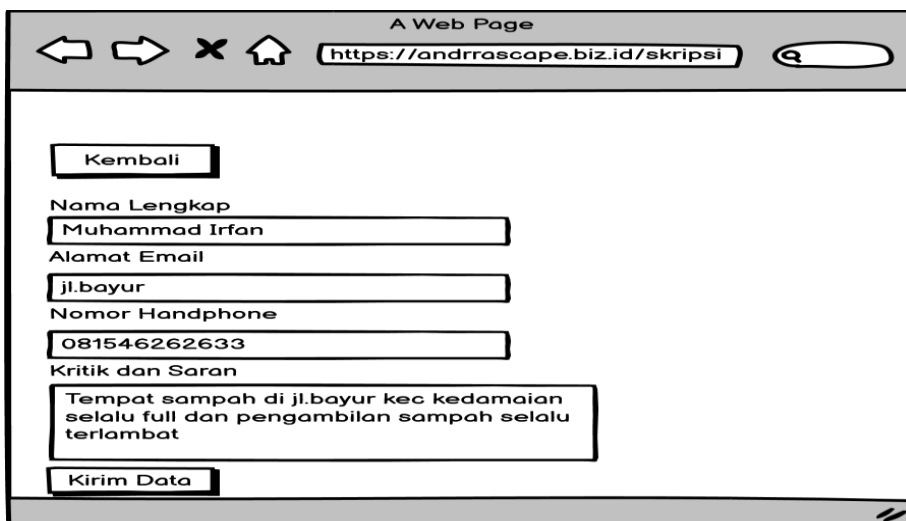 A Web Page
https://andrrascape.biz.id/skripsi
Kembali
Nama Lengkap
Muhammad Irfan
Alamat Email
jl.bayur
Nomor Handphone
081546262633
Kritik dan Saran
Tempat sampah di jl.bayur kec kedamaian
selalu full dan pengambilan sampah selalu
terlambat
Kirim Data